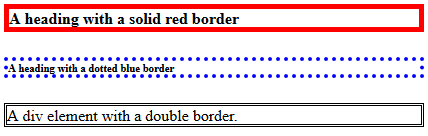 A heading with a solid red border
A heading with a dotted blue border
A div element with a double border.